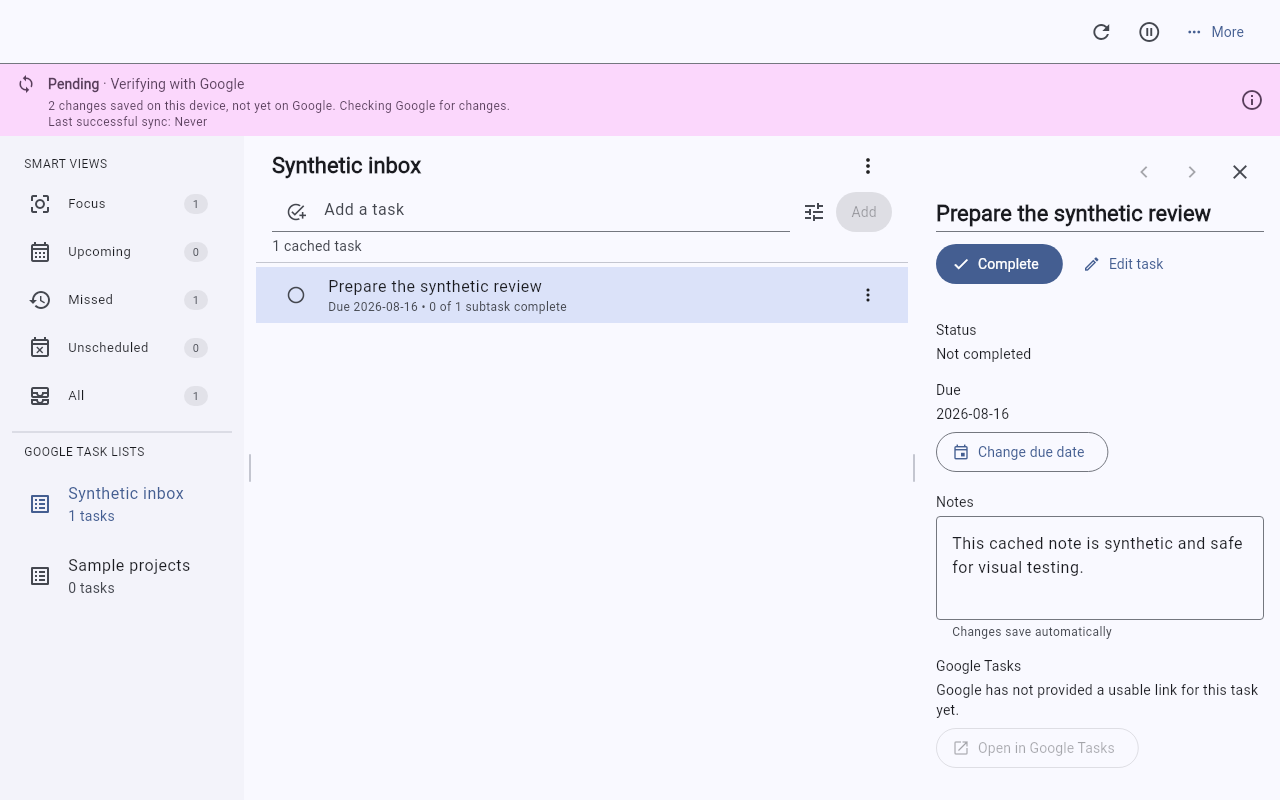 More
Pending · Verifying with Google
2 changes saved on this device, not yet on Google. Checking Google for changes.
Last successful sync: Never
SMART VIEWS
Focus 1
Upcoming 0
Missed 1
Unscheduled 0
All 1
GOOGLE TASK LISTS
Synthetic inbox
1 tasks
Sample projects
0 tasks
Synthetic inbox
Add a task
Add
1 cached task
Prepare the synthetic review
Due 2026-08-16 • 0 of 1 subtask complete
Prepare the synthetic review
Complete
Edit task
Status
Not completed
Due
2026-08-16
Change due date
Notes
This cached note is synthetic and safe
for visual testing.
Changes save automatically
Google Tasks
Google has not provided a usable link for this task
yet.
Open in Google Tasks